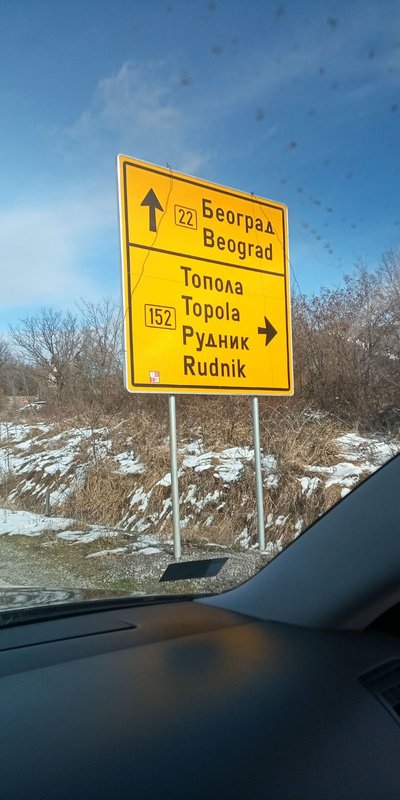 22 Београд
Beograd
Топола
152 Topola
Рудник
Rudnik